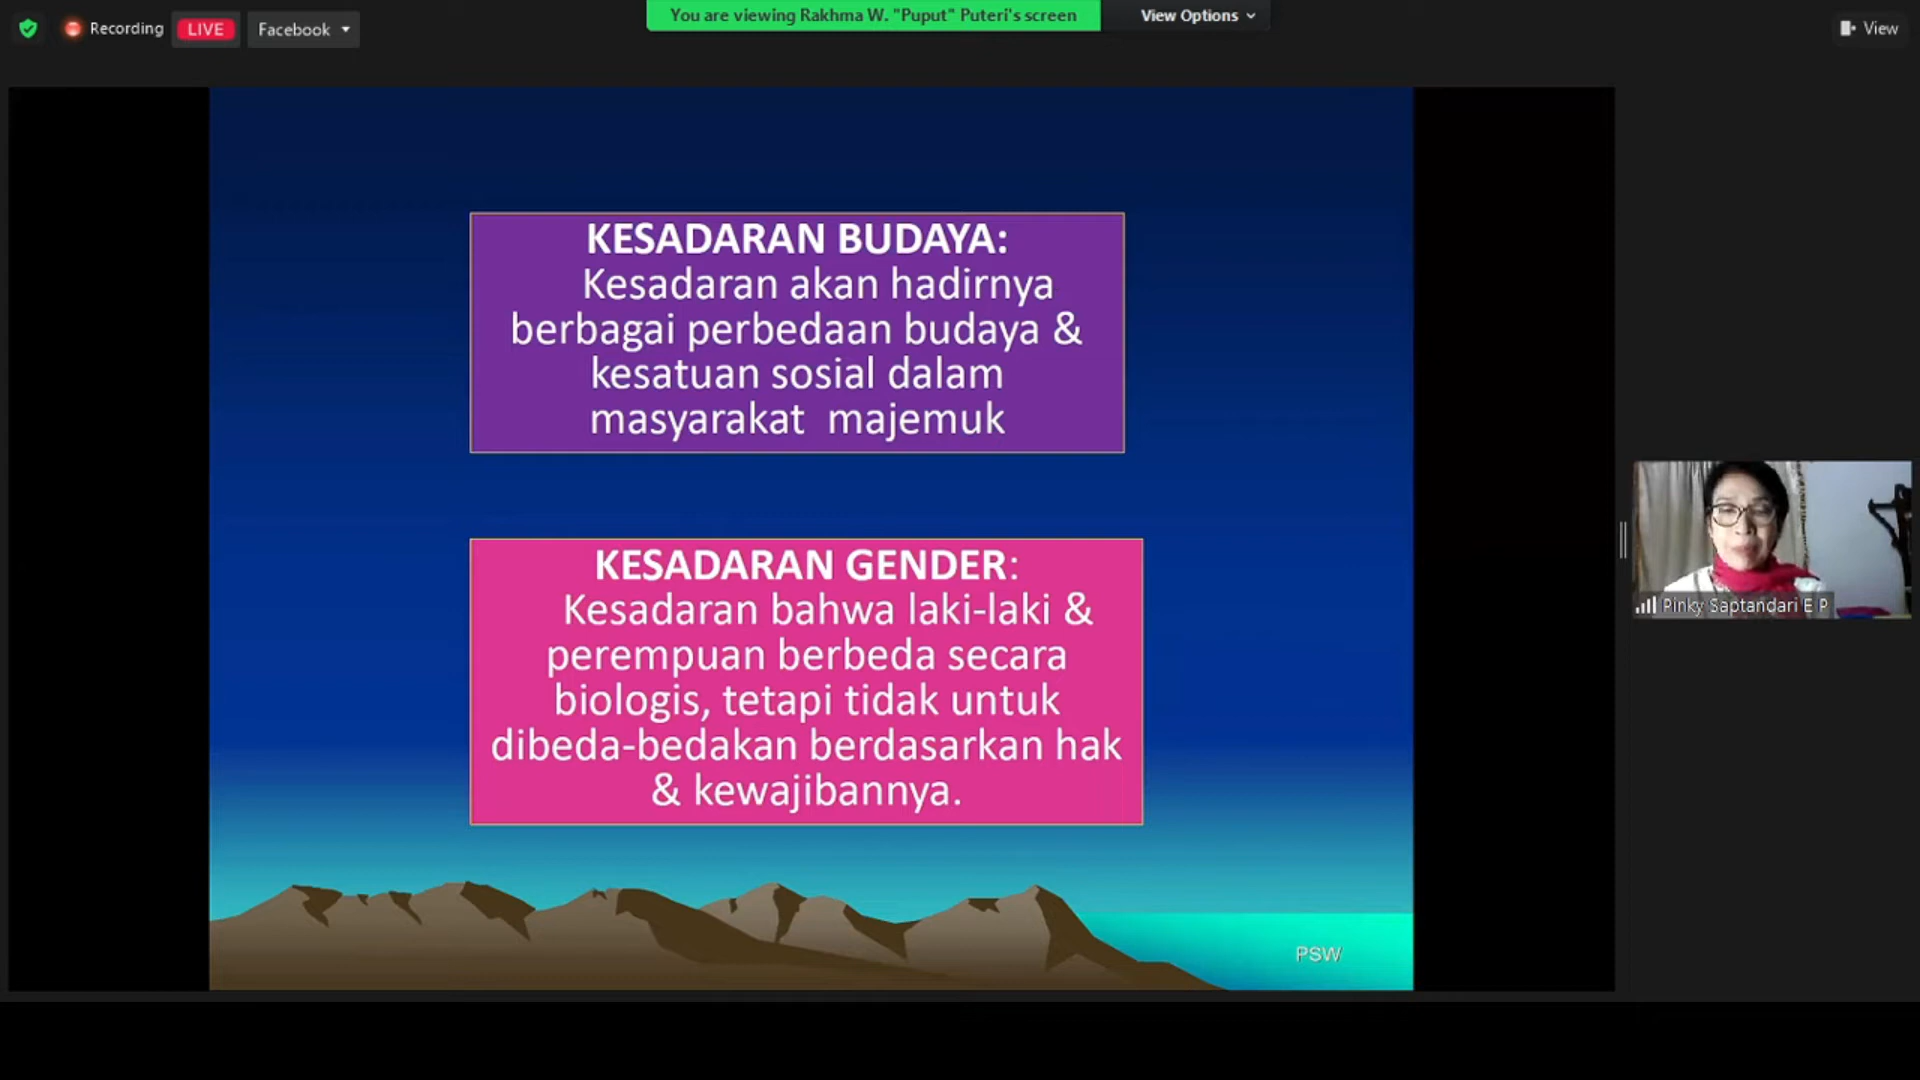 Recording LIVE Facebook
You are viewing Rakhma W. "Puput" Puteri's screen View Options
View
KESADARAN BUDAYA:
Kesadaran akan hadirnya
berbagai perbedaan budaya &
kesatuan sosial dalam
masyarakat majemuk
KESADARAN GENDER:
Kesadaran bahwa laki-laki &
perempuan berbeda secara
biologis, tetapi tidak untuk
dibeda-bedakan berdasarkan hak
& kewajibannya.
PSW
Pinky Saptandari E P